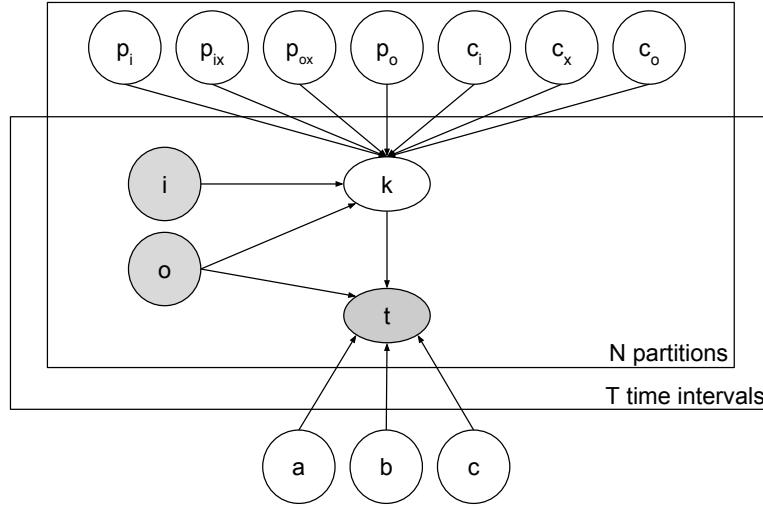 p_i p_ix p_ox p_o c_i c_x c_o
i k
o
t
N partitions
T time intervals
a b c